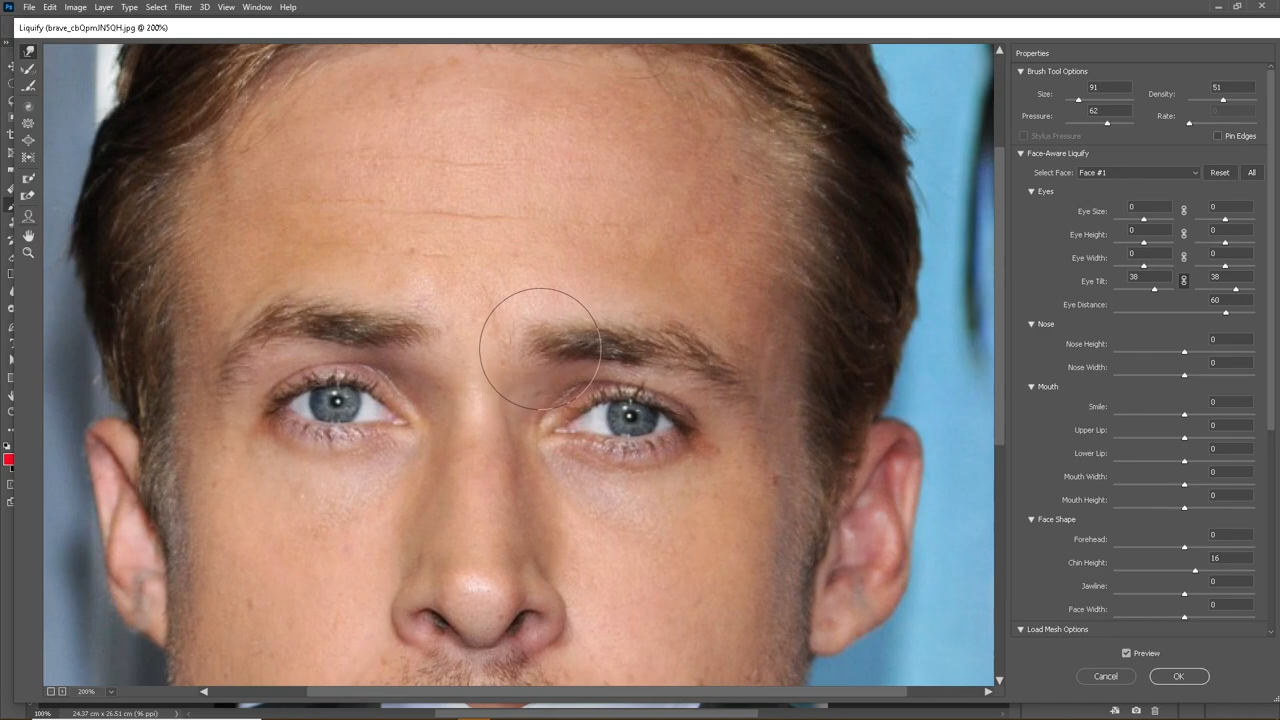 Ps File Edit Image Layer Type Select Filter 3D View Window Help
Liquify (brave_cbQpmJN5QH.jpg @ 200%)
Properties
Brush Tool Options
Size: 91 Density: 51
Pressure: 62 Rate: 0
Stylus Pressure Pin Edges
Face-Aware Liquify
Select Face: Face #1 Reset All
Eyes
Eye Size: 0 0
Eye Height: 0 0
Eye Width: 0 0
Eye Tilt: 38 38
Eye Distance: 60
Nose
Nose Height: 0
Nose Width: 0
Mouth
Smile: 0
Upper Lip: 0
Lower Lip: 0
Mouth Width: 0
Mouth Height: 0
Face Shape
Forehead: 0
Chin Height: 16
Jawline: 0
Face Width: 0
Load Mesh Options
Preview
Cancel OK
200%
100% 24.37 cm x 26.51 cm (96 ppi)